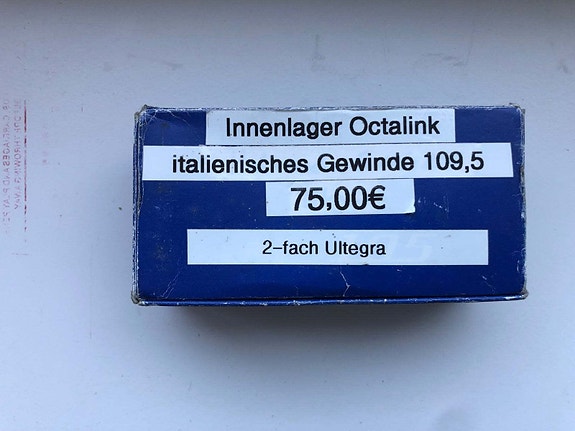 Innenlager Octalink
italienisches Gewinde 109,5
75,00€
2-fach Ultegra